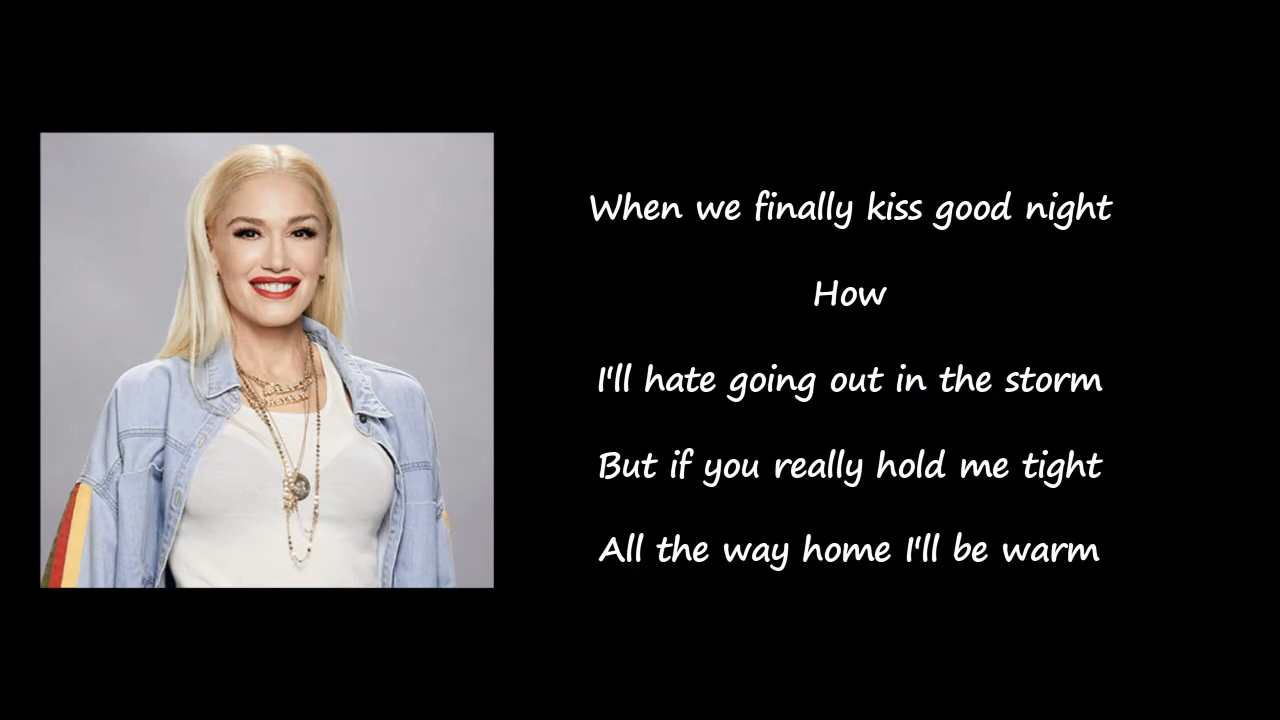 When we finally kiss good night
How
I'll hate going out in the storm
But if you really hold me tight
All the way home I'll be warm